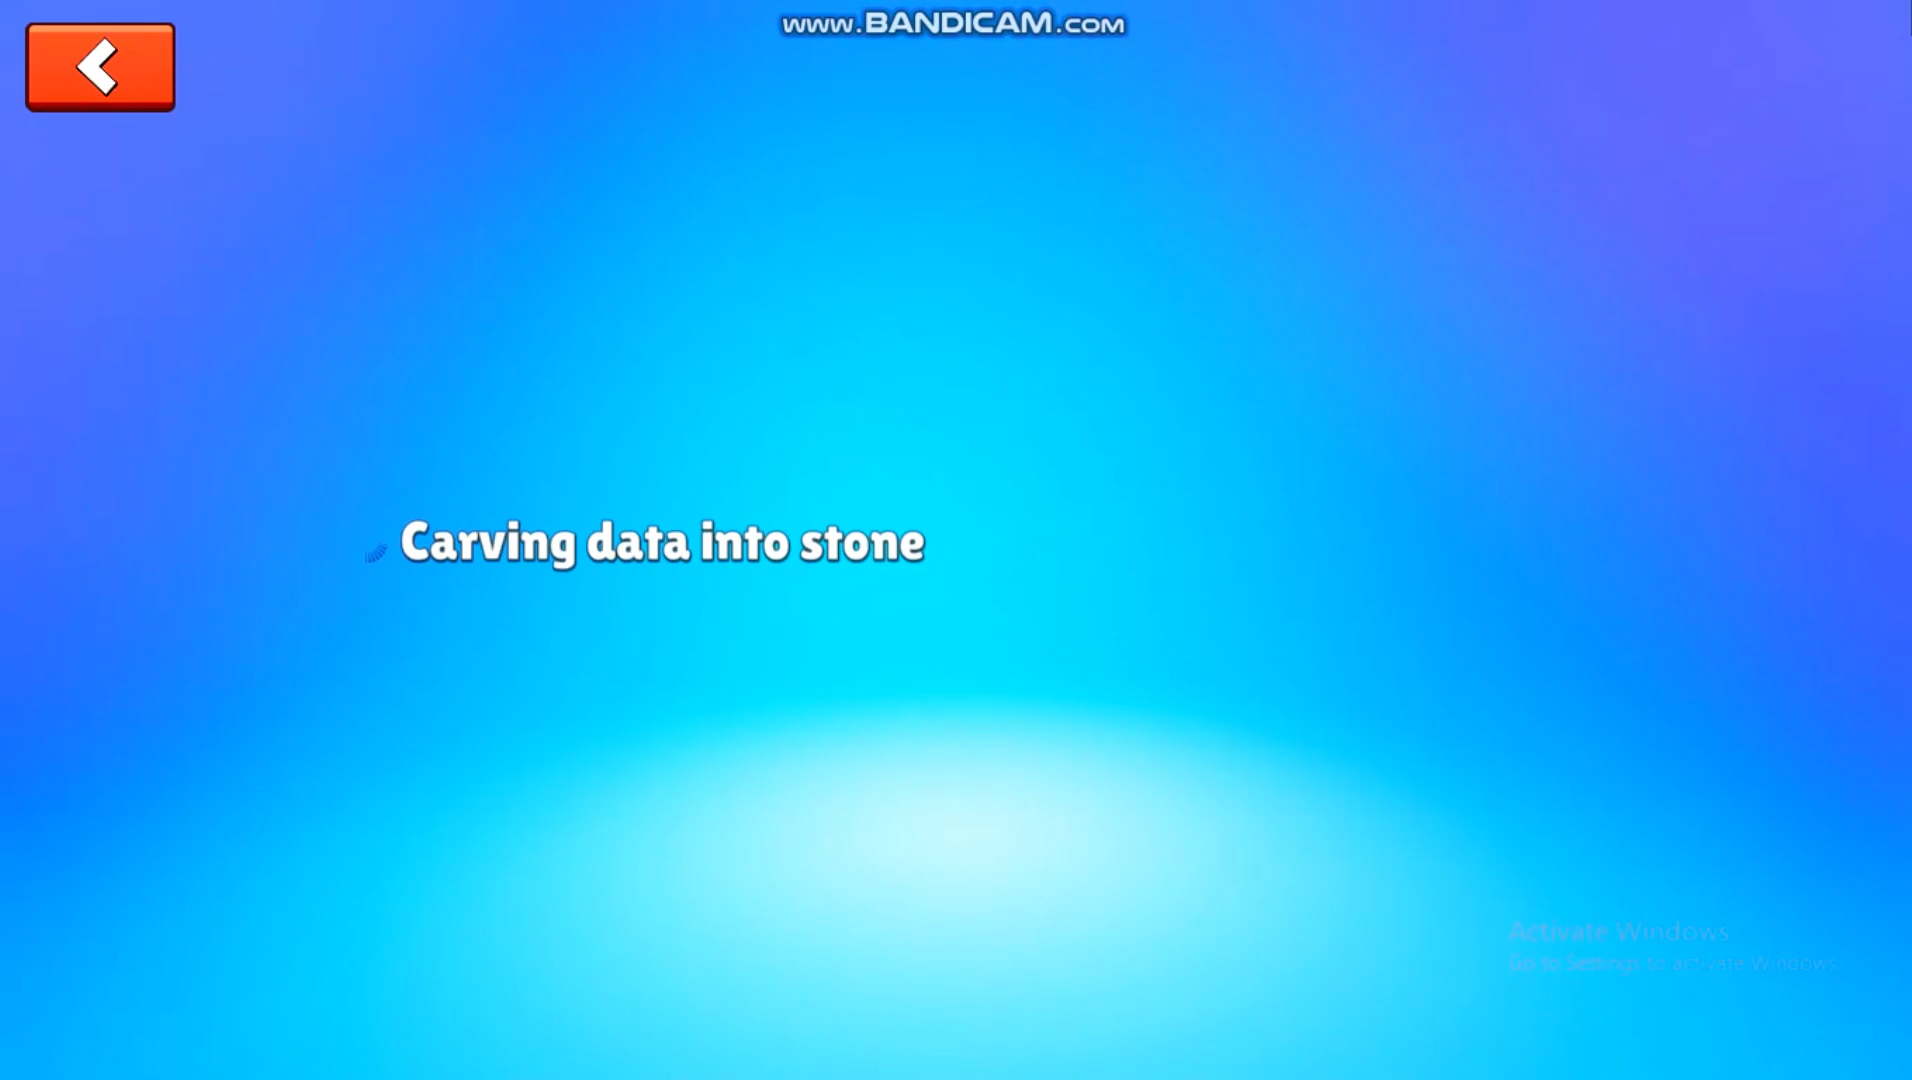 www.BANDICAM.COM
Carving data into stone
Activate Windows
Go to Settings to activate Windows.